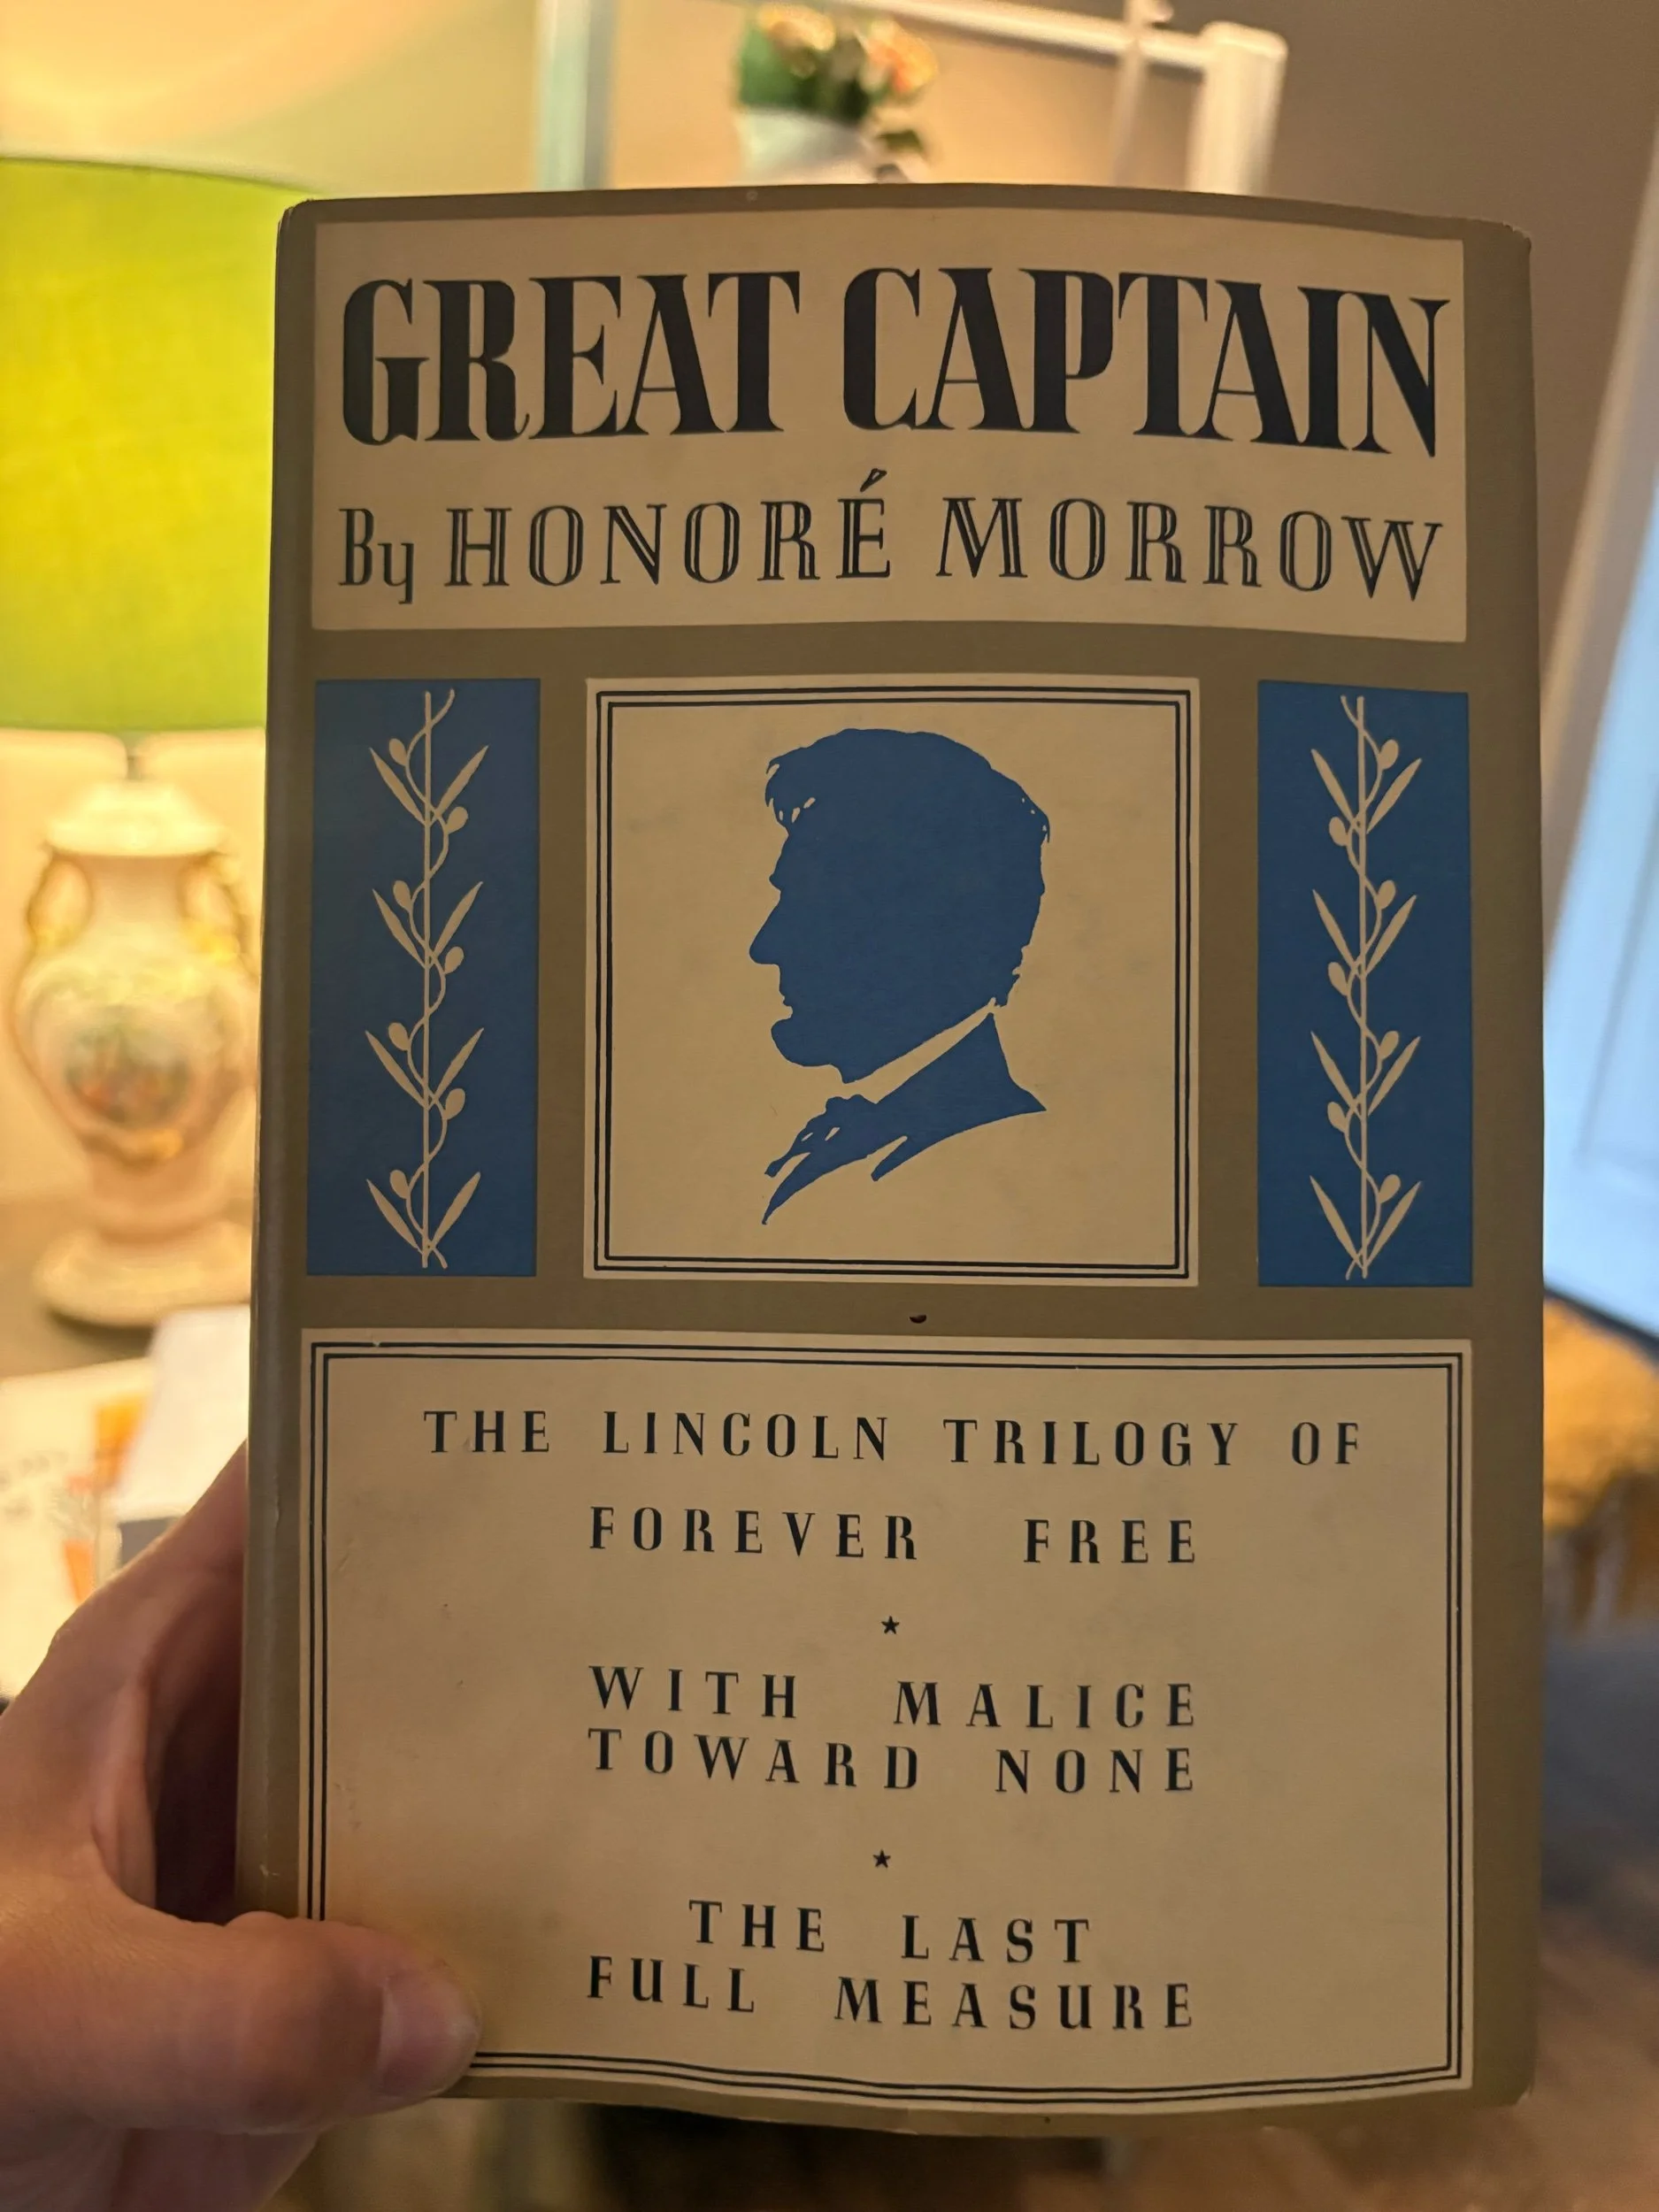 GREAT CAPTAIN
By HONORÉ MORROW
THE LINCOLN TRILOGY OF
FOREVER FREE
★
WITH MALICE
TOWARD NONE
★
THE LAST
FULL MEASURE